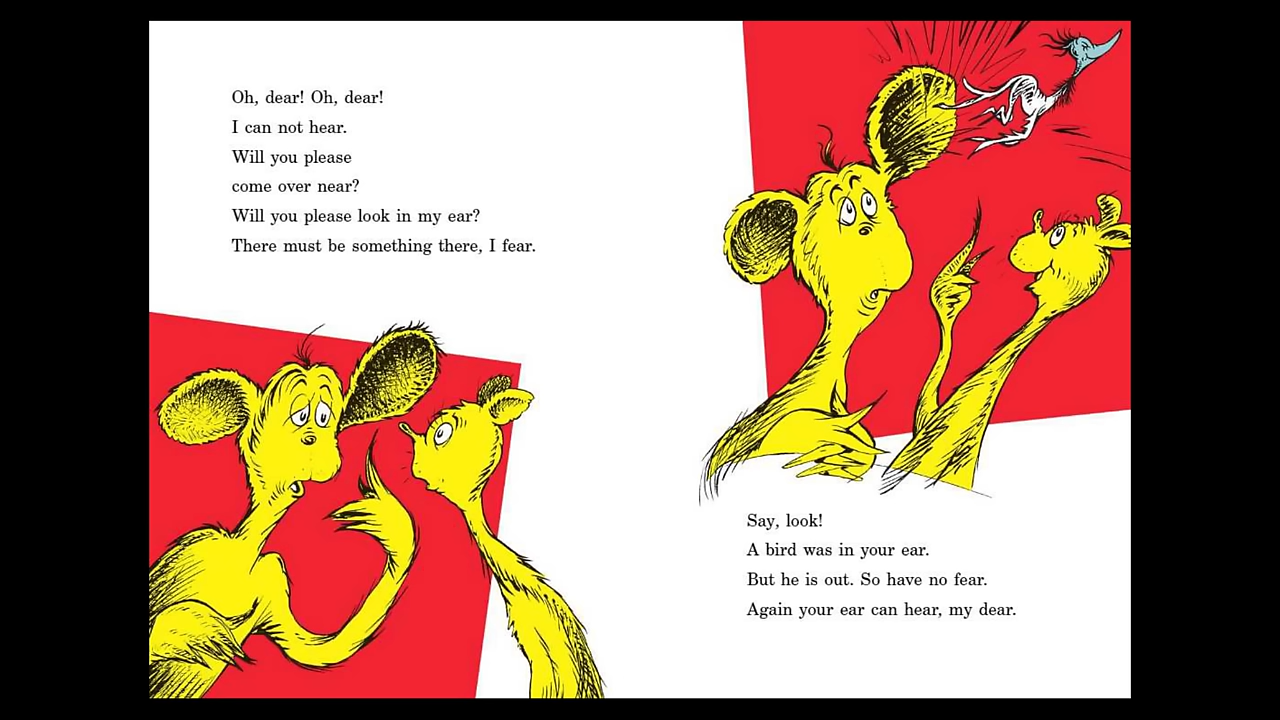 Oh, dear! Oh, dear!
I can not hear.
Will you please
come over near?
Will you please look in my ear?
There must be something there, I fear.
Say, look!
A bird was in your ear.
But he is out. So have no fear.
Again your ear can hear, my dear.